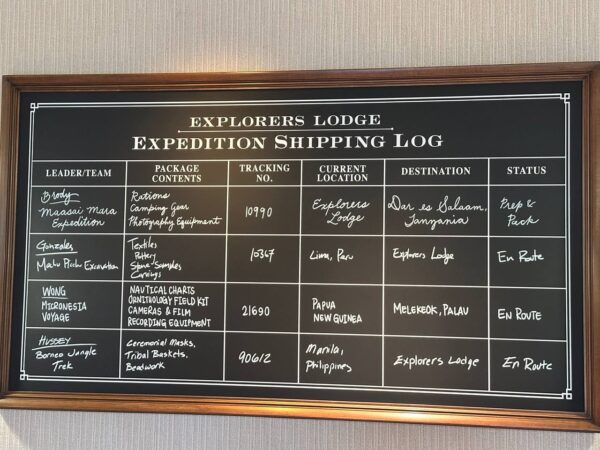 EXPLORERS LODGE
EXPEDITION SHIPPING LOG
LEADER/TEAM
PACKAGE
CONTENTS
TRACKING
NO.
CURRENT
LOCATION
DESTINATION
STATUS
Brody
Maasai Mara
Expedition
Rations
Camping Gear
Photography Equipment
10990
Explorers
Lodge
Dar es Salaam,
Tanzania
Prep &
Pack
Gonzales
Machu Picchu Excavation
Textiles
Pottery
Stone-Samples
Carvings
10367
Lima, Peru
Explorers Lodge
En Route
WONG
MICRONESIA
VOYAGE
NAUTICAL CHARTS
ORNITHOLOGY FIELD KIT
CAMERAS & FILM
RECORDING EQUIPMENT
21690
PAPUA
NEW GUINEA
MELEKEOK, PALAU
EN ROUTE
HUSSEY
Borneo Jungle
Trek
Ceremonial Masks,
Tribal Baskets,
Beadwork
90612
Manila,
Philippines
Explorers Lodge
En Route